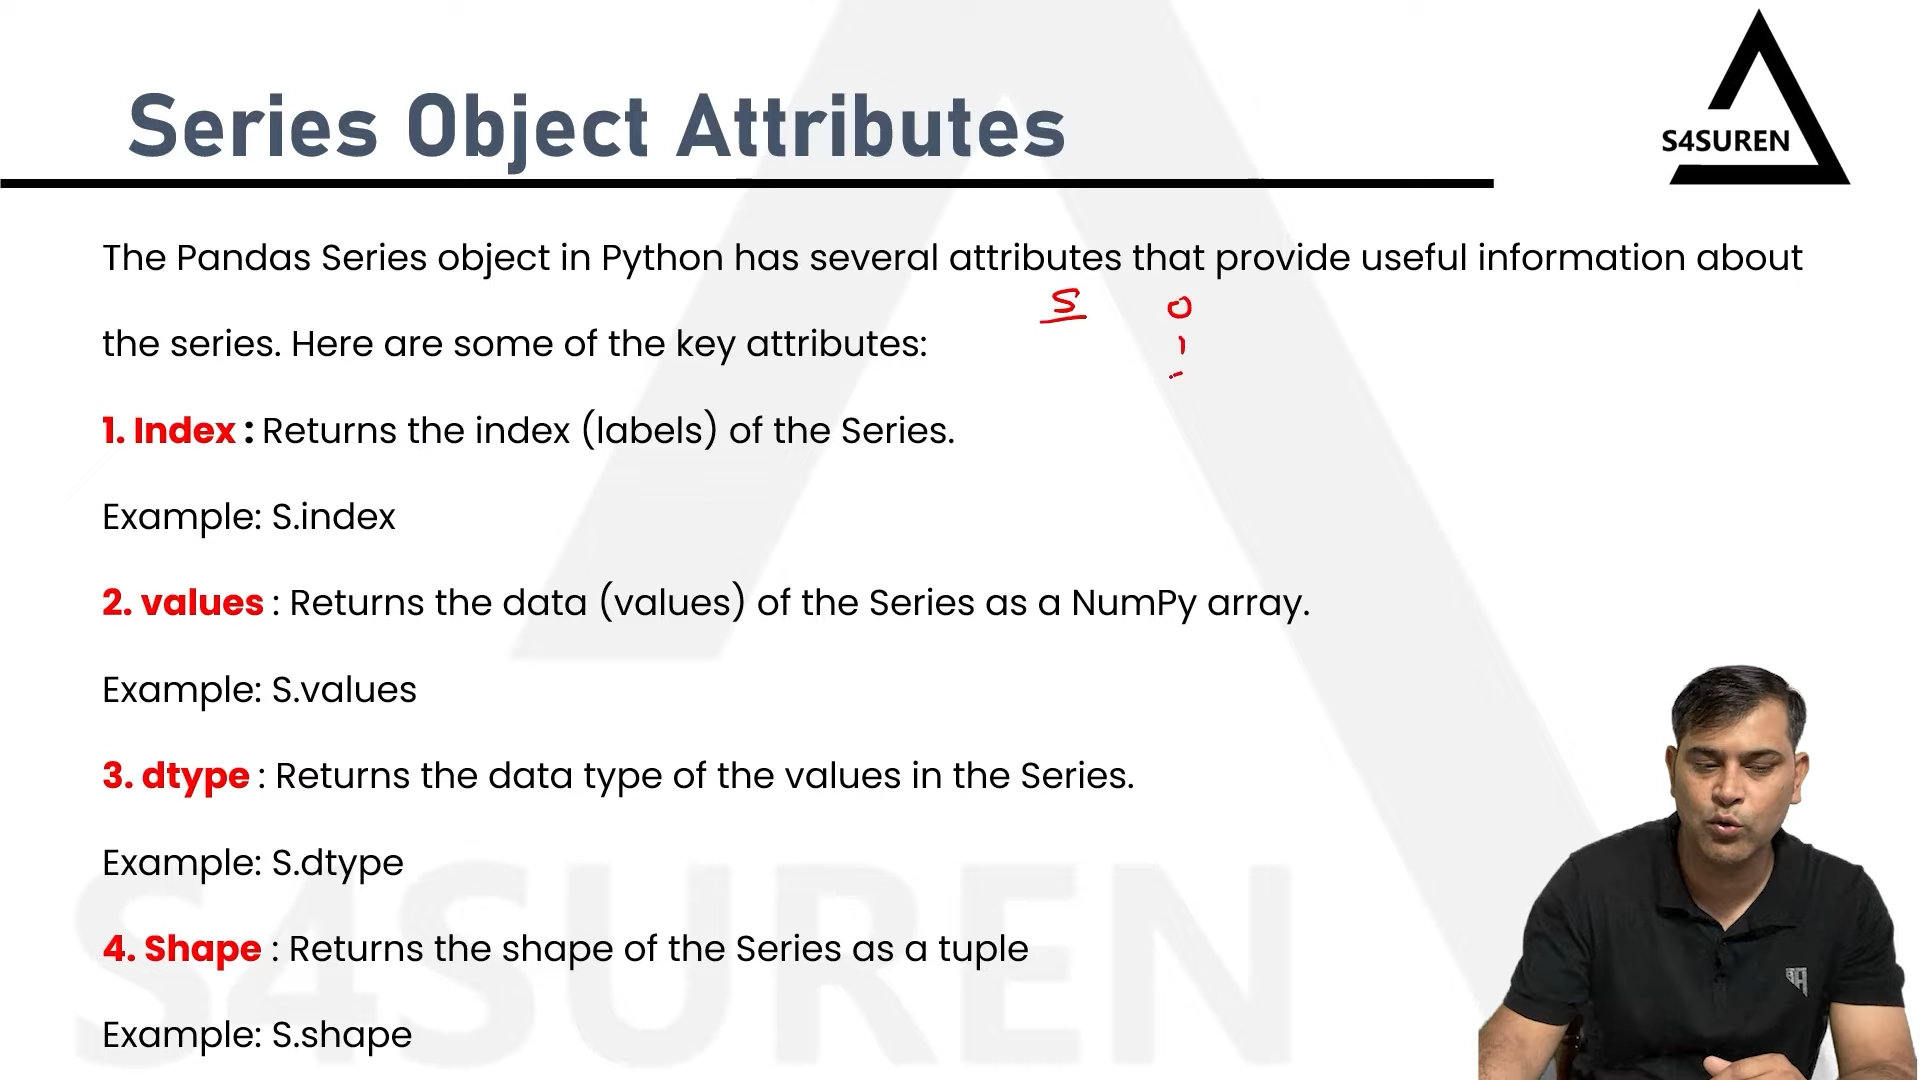 Series Object Attributes
S4SUREN
The Pandas Series object in Python has several attributes that provide useful information about
S 0
the series. Here are some of the key attributes:
1
1. Index : Returns the index (labels) of the Series.
Example: S.index
2. values : Returns the data (values) of the Series as a NumPy array.
Example: S.values
3. dtype : Returns the data type of the values in the Series.
Example: S.dtype
4. Shape : Returns the shape of the Series as a tuple
Example: S.shape
S4SUREN